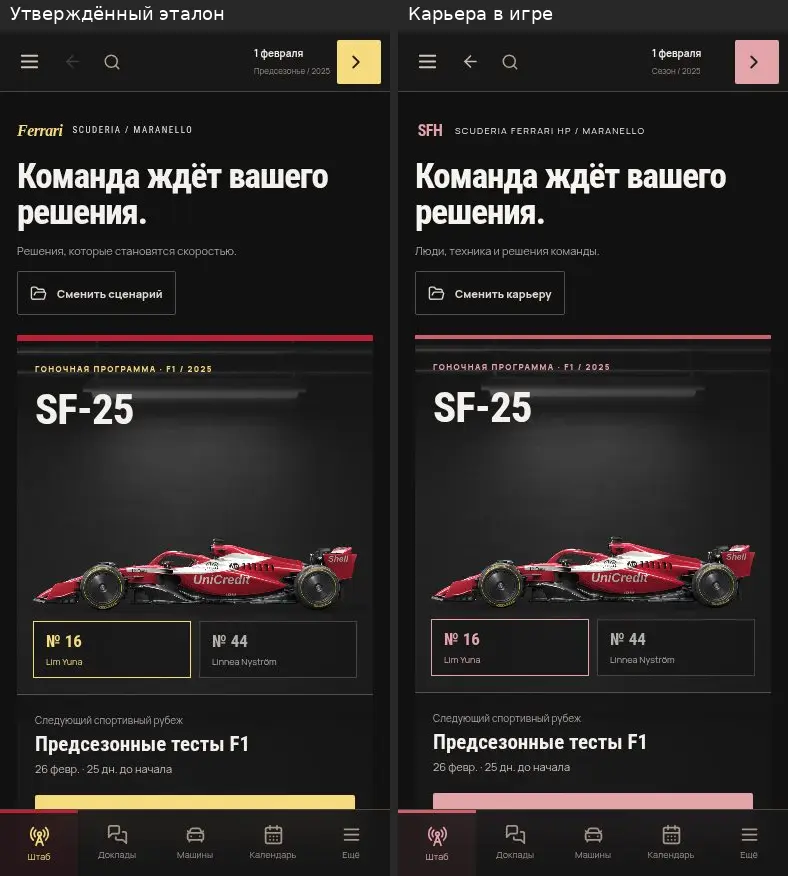 Утверждённый эталон
1 февраля
Предсезонье / 2025
Ferrari SCUDERIA / MARANELLO
Команда ждёт вашего
решения.
Решения, которые становятся скоростью.
Сменить сценарий
ГОНОЧНАЯ ПРОГРАММА · F1 / 2025
SF-25
Shell
UniCredit
№ 16
Lim Yuna
№ 44
Linnea Nyström
Следующий спортивный рубеж
Предсезонные тесты F1
26 февр. · 25 дн. до начала
Штаб
Доклады
Машины
Календарь
Ещё
Карьера в игре
1 февраля
Сезон / 2025
SFH SCUDERIA FERRARI HP / MARANELLO
Команда ждёт вашего
решения.
Люди, техника и решения команды.
Сменить карьеру
ГОНОЧНАЯ ПРОГРАММА · F1 / 2025
SF-25
Shell
UniCredit
№ 16
Lim Yuna
№ 44
Linnea Nyström
Следующий спортивный рубеж
Предсезонные тесты F1
26 февр. · 25 дн. до начала
Штаб
Доклады
Машины
Календарь
Ещё